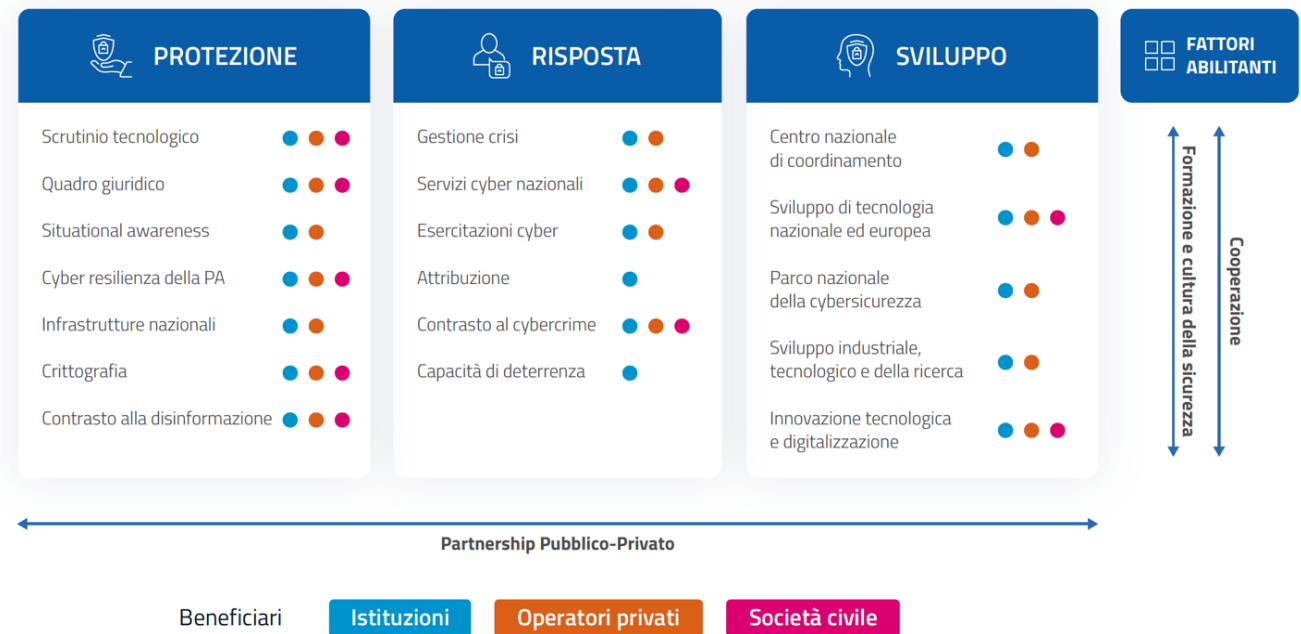 PROTEZIONE
Scrutinio tecnologico
Quadro giuridico
Situational awareness
Cyber resilienza della PA
Infrastrutture nazionali
Crittografia
Contrasto alla disinformazione
RISPOSTA
Gestione crisi
Servizi cyber nazionali
Esercitazioni cyber
Attribuzione
Contrasto al cybercrime
Capacità di deterrenza
SVILUPPO
Centro nazionale
di coordinamento
Sviluppo di tecnologia
nazionale ed europea
Parco nazionale
della cybersicurezza
Sviluppo industriale,
tecnologico e della ricerca
Innovazione tecnologica
e digitalizzazione
FATTORI
ABILITANTI
Formazione e cultura della sicurezza
Cooperazione
Partnership Pubblico-Privato
Beneficiari
Istituzioni
Operatori privati
Società civile